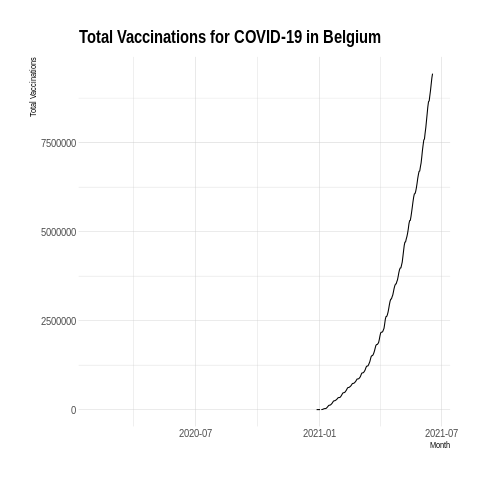 Total Vaccinations for COVID-19 in Belgium
Total Vaccinations
7500000
5000000
2500000
0
2020-07 2021-01 2021-07
Month